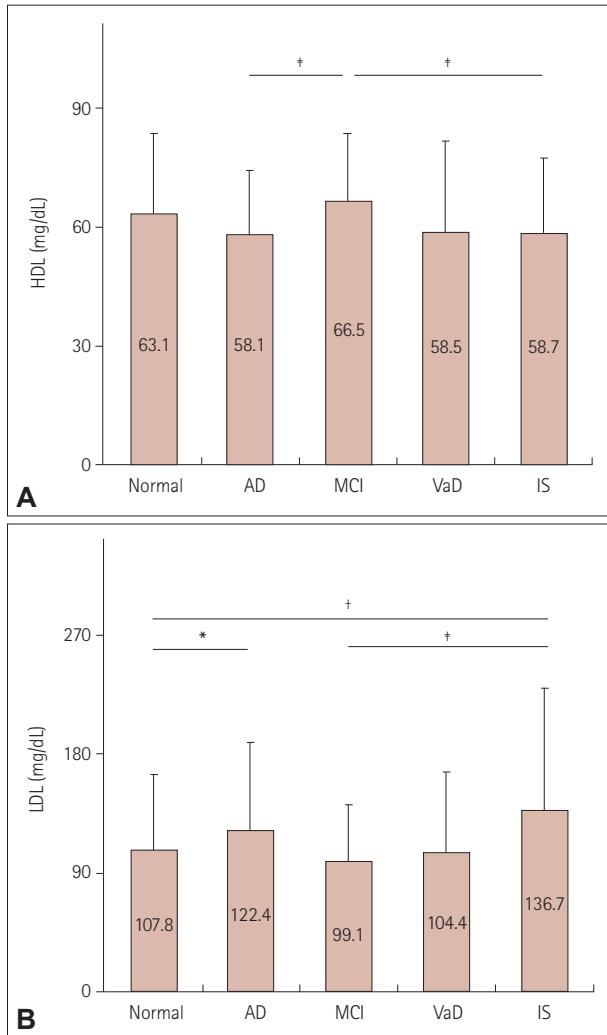 HDL (mg/dL)
90
60
30
0
‡
‡
63.1
58.1
66.5
58.5
58.7
Normal
AD
MCI
VaD
IS
A
LDL (mg/dL)
270
180
90
0
†
*
‡
107.8
122.4
99.1
104.4
136.7
Normal
AD
MCI
VaD
IS
B